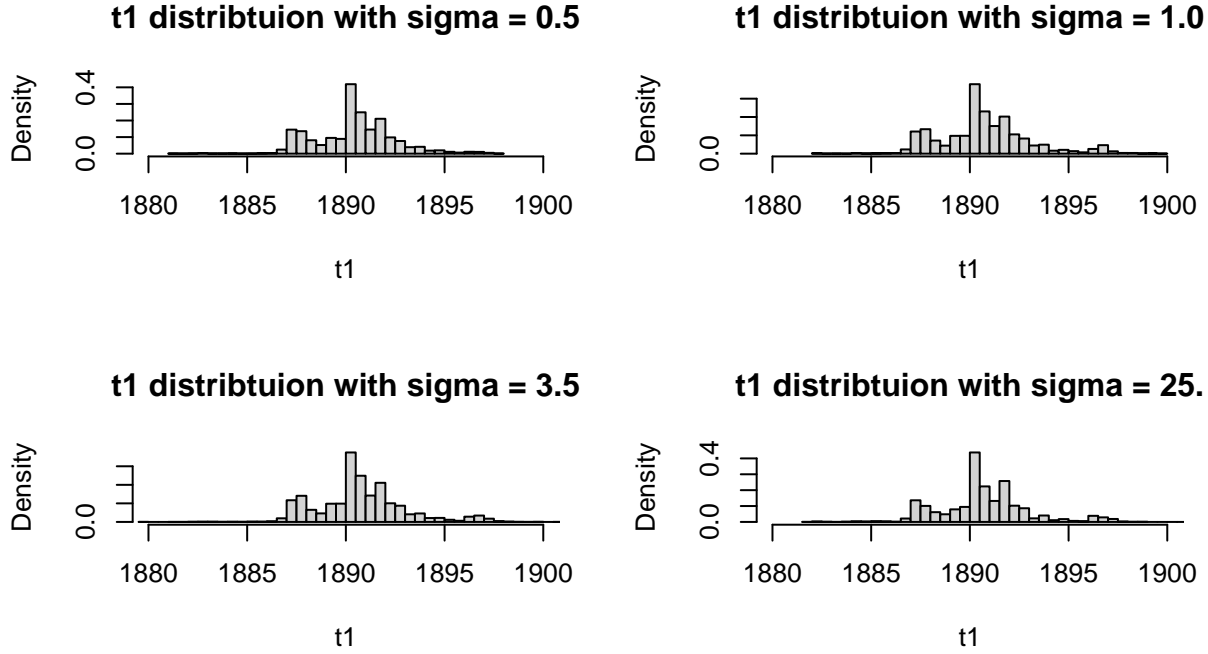 t1 distribtuion with sigma = 0.5
Density
0.0 0.4
1880 1885 1890 1895 1900
t1
t1 distribtuion with sigma = 1.0
Density
0.0
1880 1885 1890 1895 1900
t1
t1 distribtuion with sigma = 3.5
Density
0.0
1880 1885 1890 1895 1900
t1
t1 distribtuion with sigma = 25.
Density
0.0 0.4
1880 1885 1890 1895 1900
t1